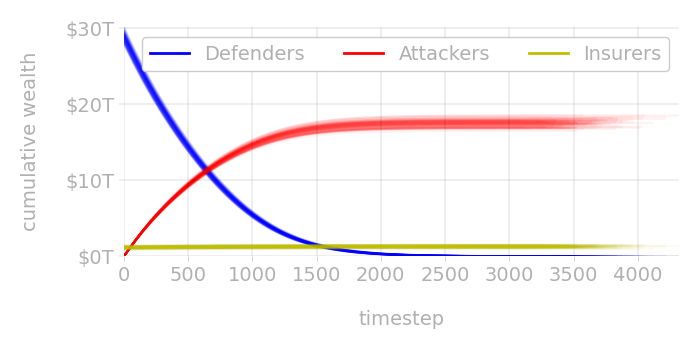 $30T
Defenders Attackers Insurers
$20T
$10T
$0T
cumulative wealth
0 500 1000 1500 2000 2500 3000 3500 4000
timestep